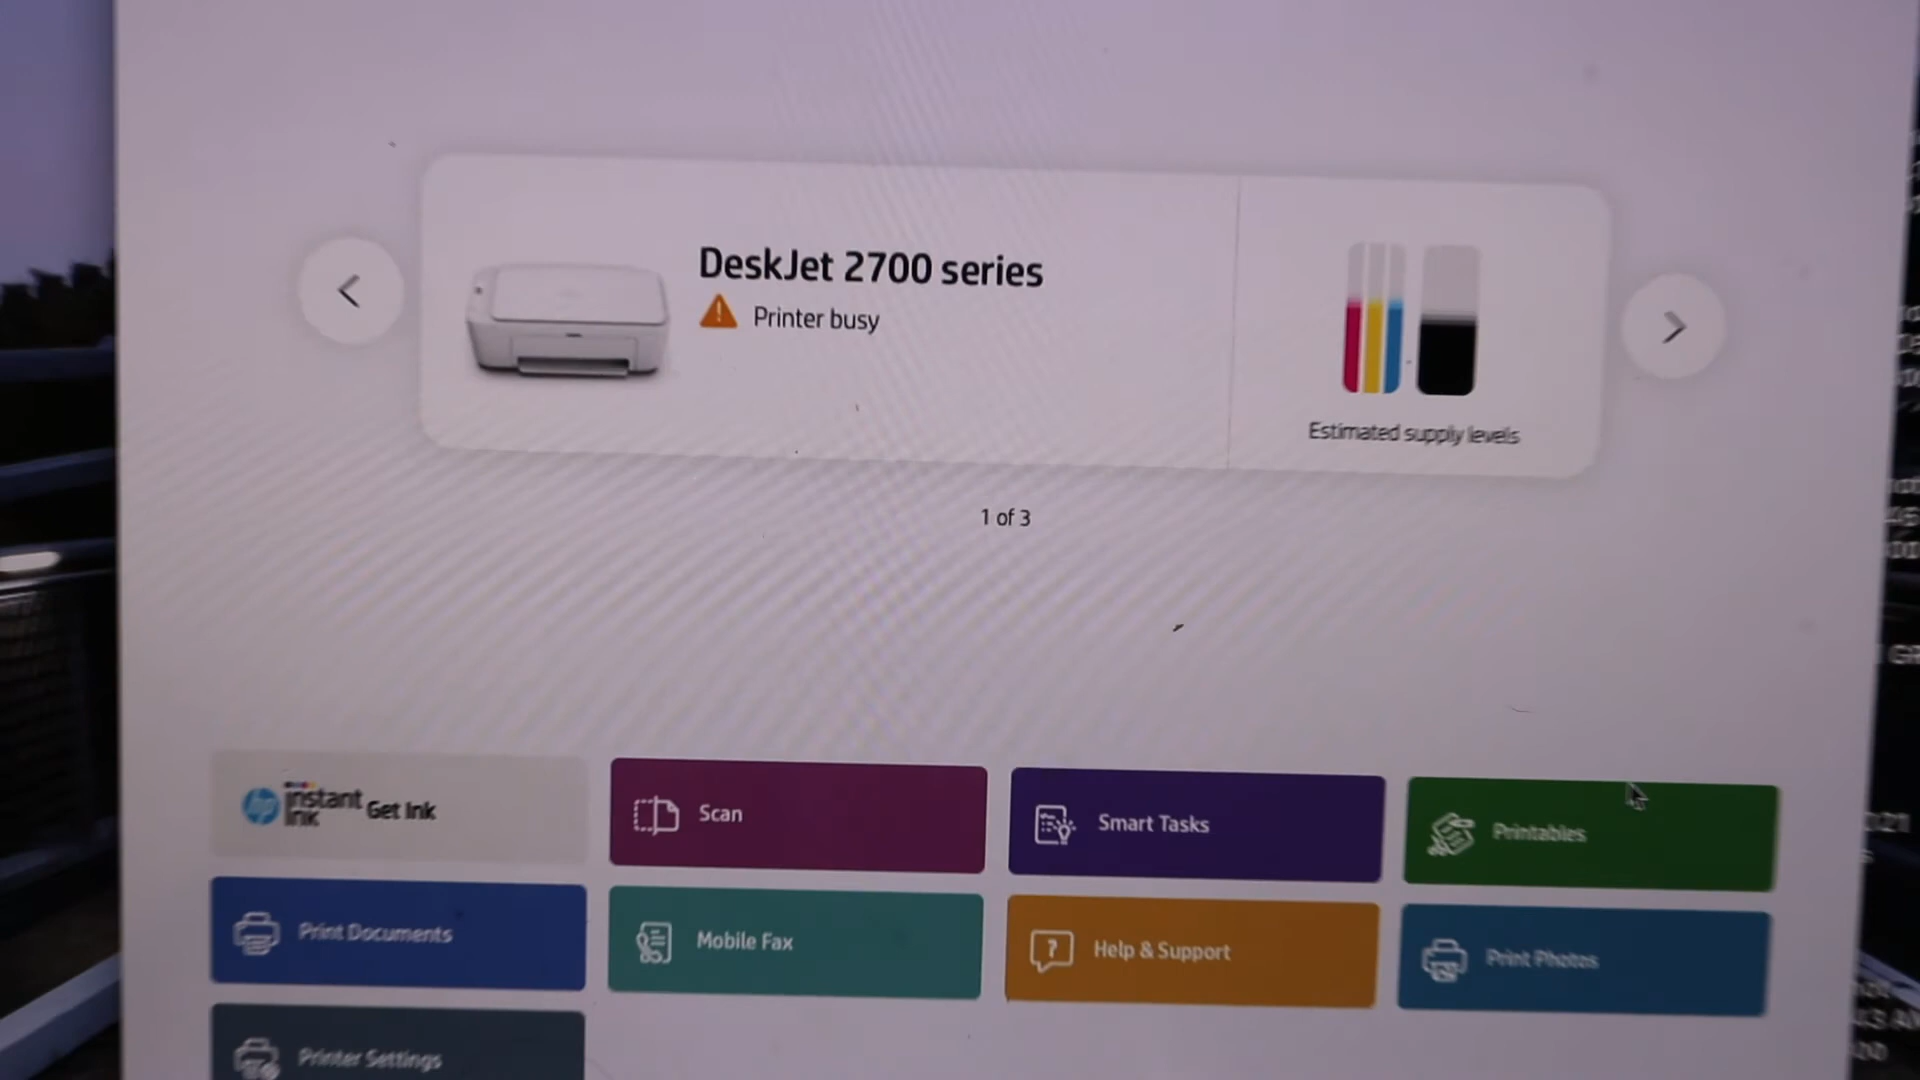 DeskJet 2700 series
Printer busy
Estimated supply levels
1 of 3
hp instant ink Get Ink
Scan
Smart Tasks
Printables
Print Documents
Mobile Fax
Help & Support
Print Photos
Printer Settings